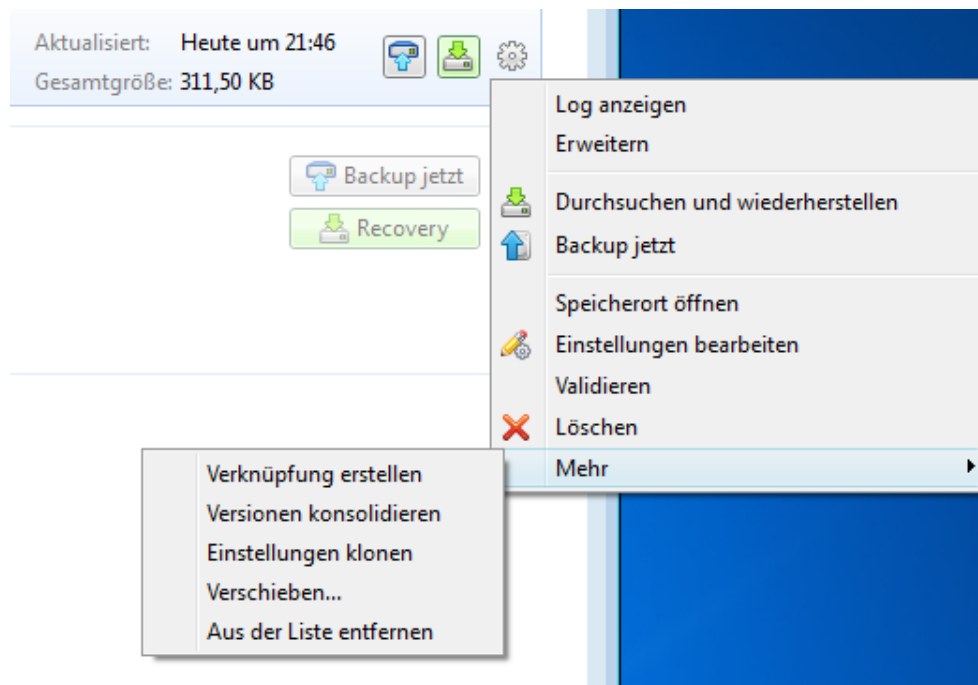 Aktualisiert: Heute um 21:46
Gesamtgröße: 311,50 KB
Backup jetzt
Recovery
Log anzeigen
Erweitern
Durchsuchen und wiederherstellen
Backup jetzt
Speicherort öffnen
Einstellungen bearbeiten
Validieren
Löschen
Mehr
Verknüpfung erstellen
Versionen konsolidieren
Einstellungen klonen
Verschieben...
Aus der Liste entfernen